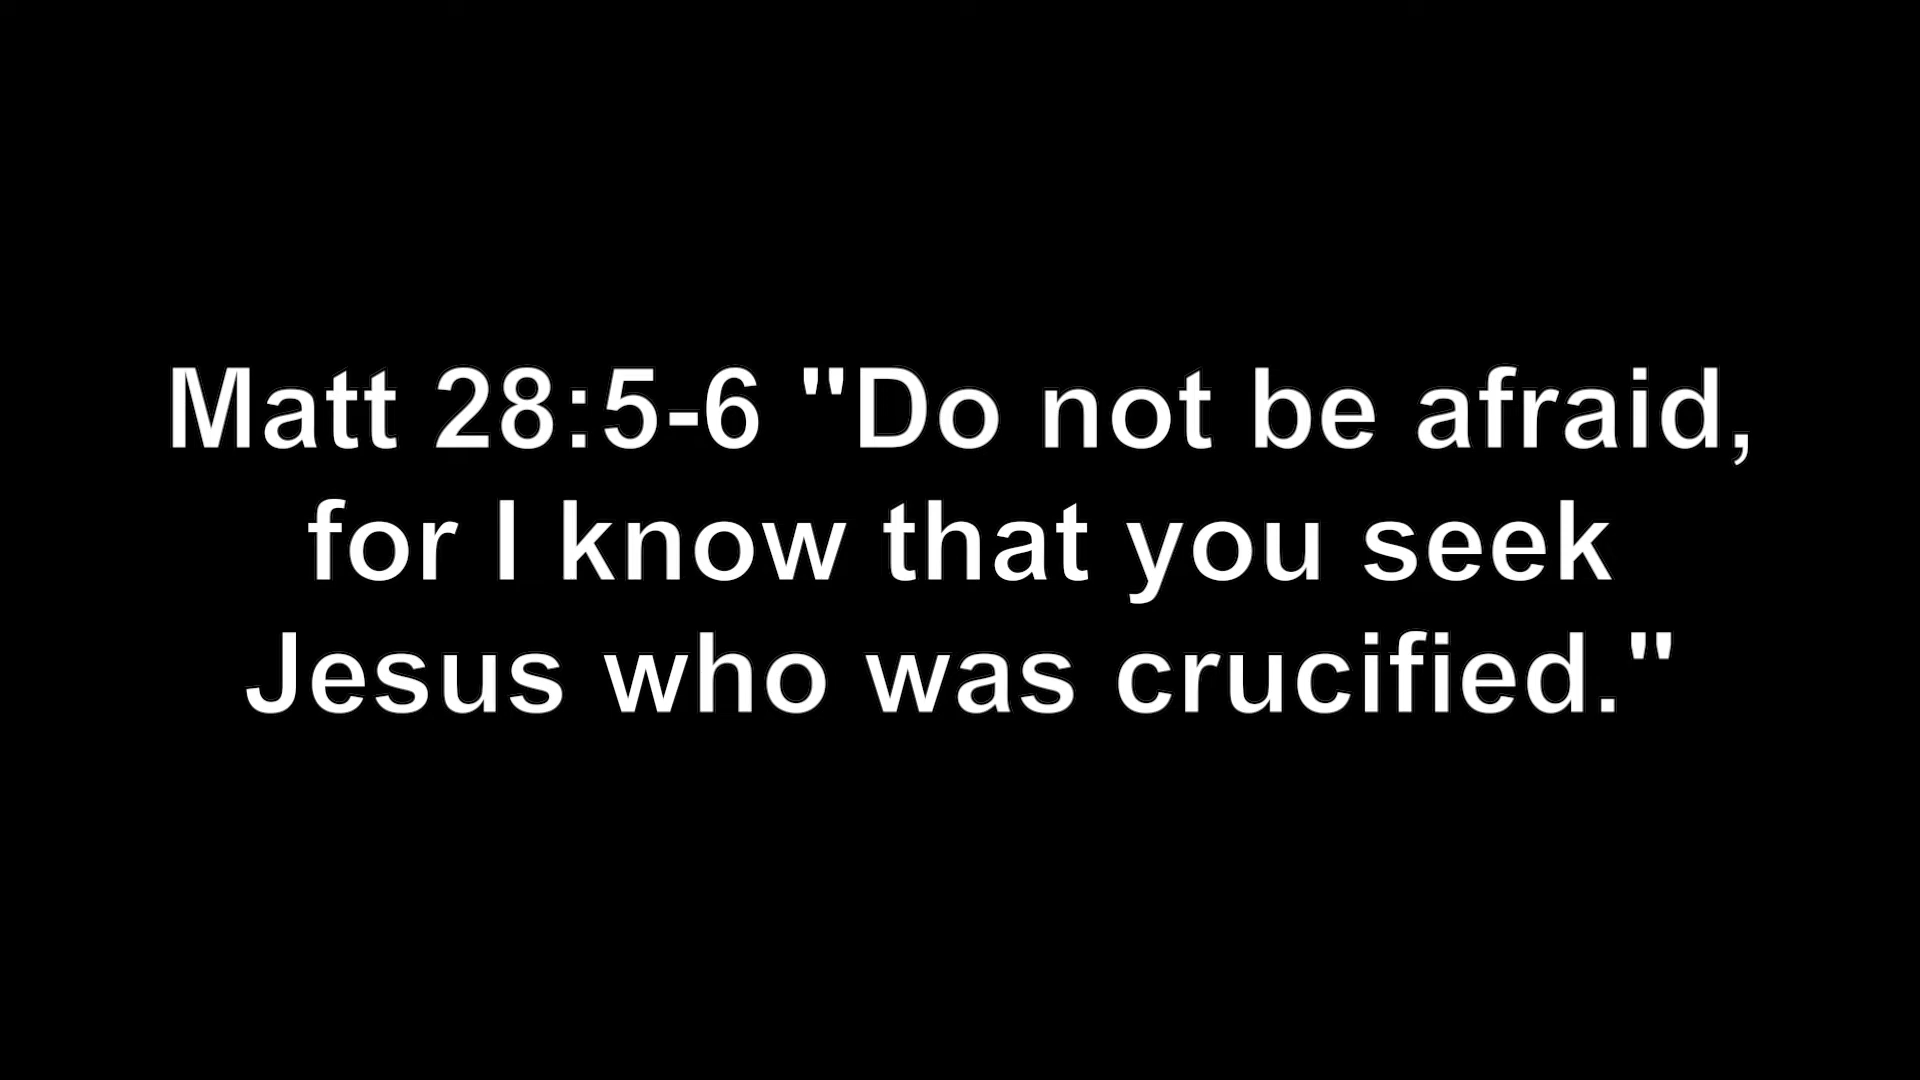 Matt 28:5-6 "Do not be afraid,
for I know that you seek
Jesus who was crucified."